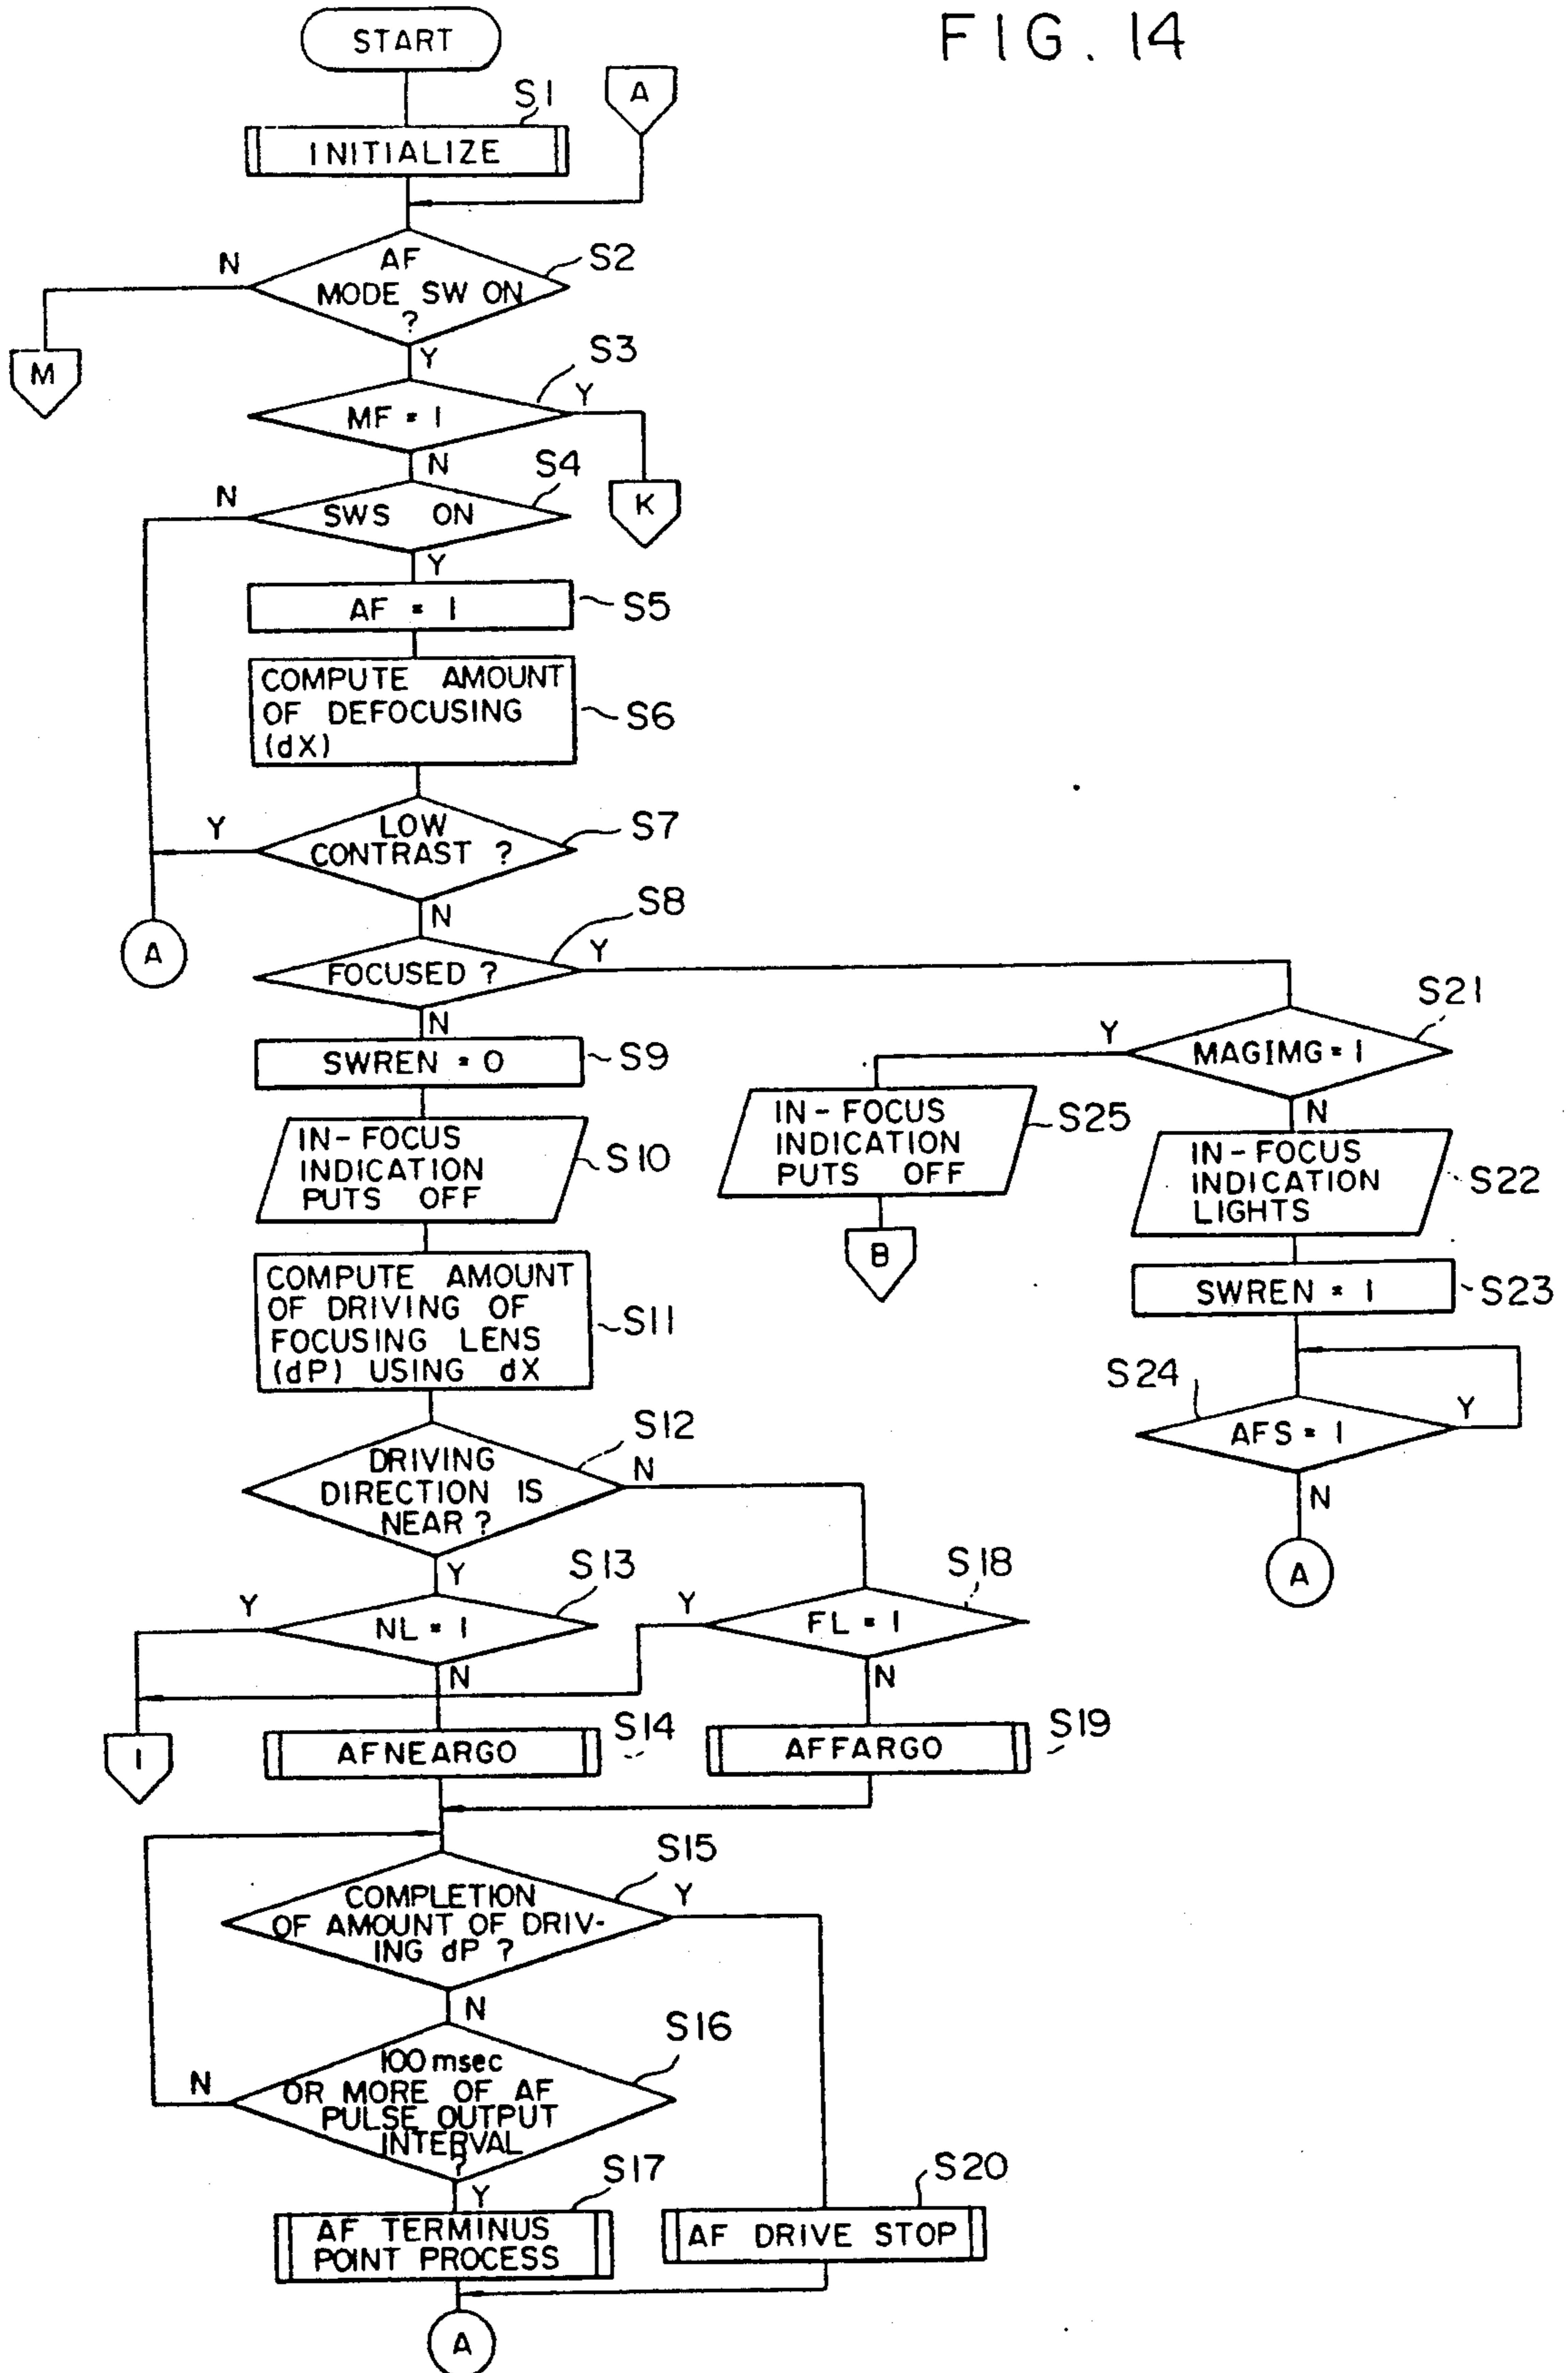 FIG. 14
START
A
S1
INITIALIZE
N
AF
MODE SW ON
?
S2
M
Y
S3
MF = 1
Y
K
N
S4
N
SWS ON
Y
AF = 1
S5
COMPUTE AMOUNT
OF DEFOCUSING
(dX)
S6
Y
LOW
CONTRAST ?
S7
A
N
S8
FOCUSED ?
Y
N
SWREN = 0
S9
IN-FOCUS
INDICATION
PUTS OFF
S10
COMPUTE AMOUNT
OF DRIVING OF
FOCUSING LENS
(dP) USING dX
S11
S21
Y
MAGIMG = 1
N
IN-FOCUS
INDICATION
PUTS OFF
S25
B
IN-FOCUS
INDICATION
LIGHTS
S22
SWREN = 1
S23
S24
AFS = 1
Y
N
A
S12
DRIVING
DIRECTION IS
NEAR ?
N
Y
S13
Y
NL = 1
N
S18
Y
FL = 1
N
I
AFNEARGO
S14
AFFARGO
S19
S15
COMPLETION
OF AMOUNT OF DRIV-
ING dP ?
Y
N
S16
100 msec
OR MORE OF AF
PULSE OUTPUT
INTERVAL
?
N
Y
S17
AF TERMINUS
POINT PROCESS
S20
AF DRIVE STOP
A